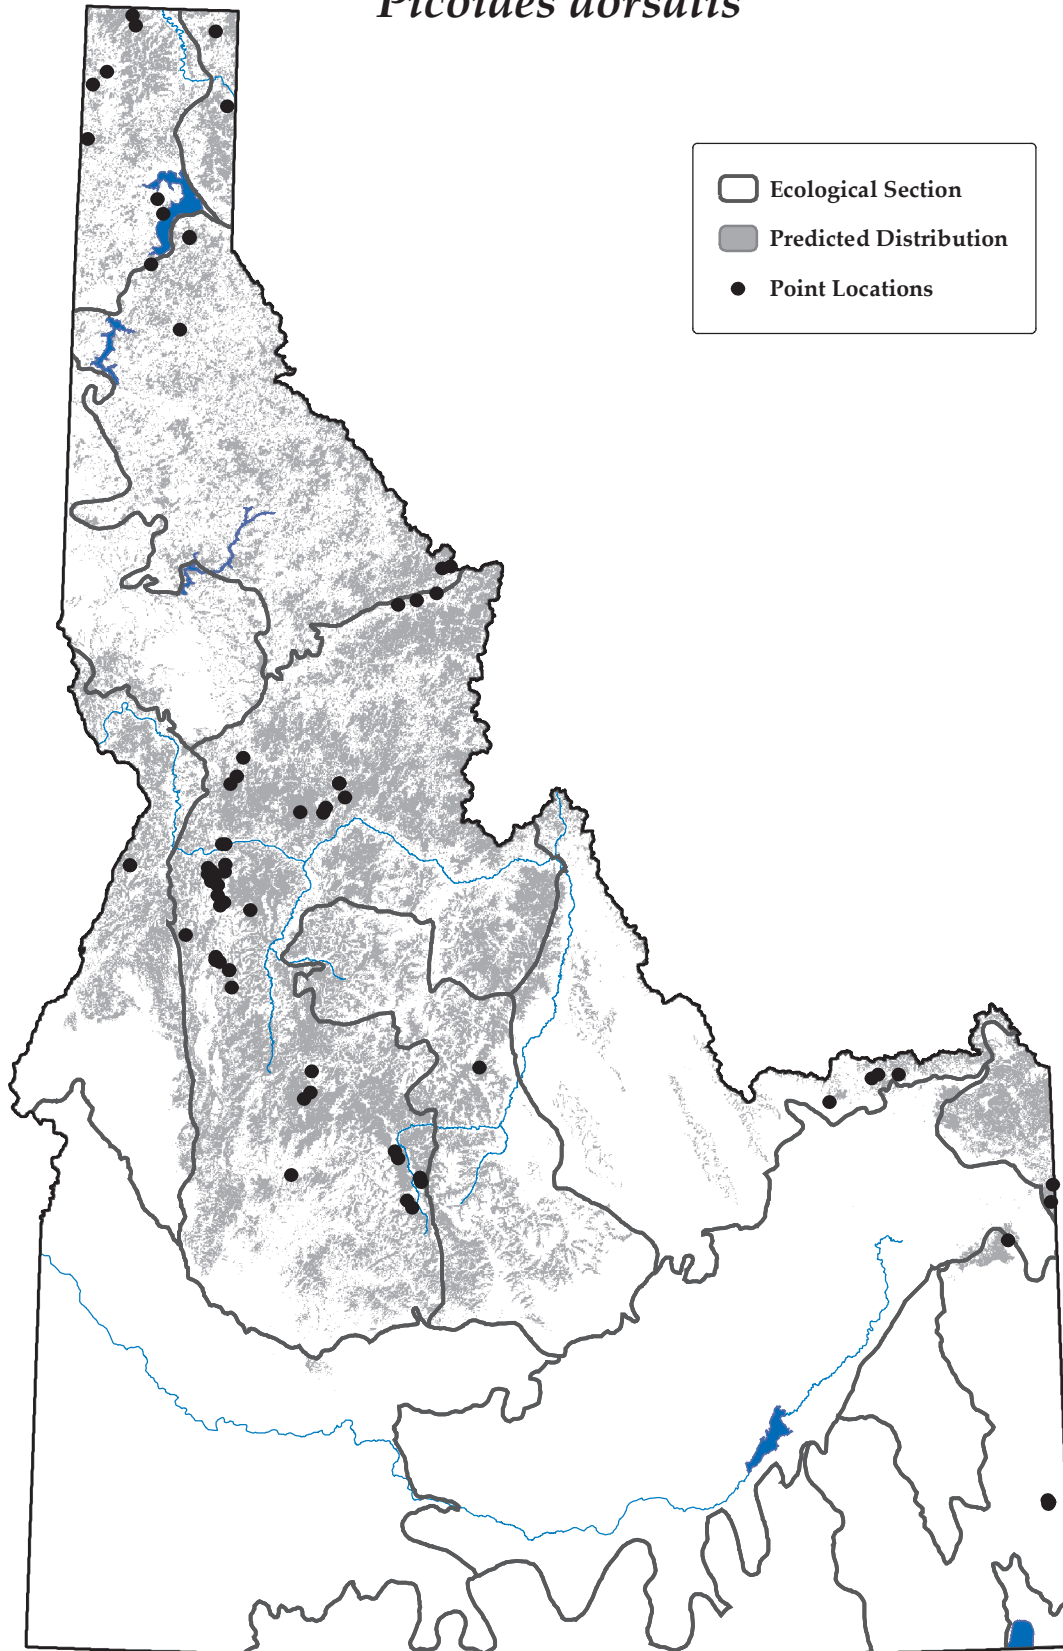 Picoides dorsalis
Ecological Section
Predicted Distribution
Point Locations